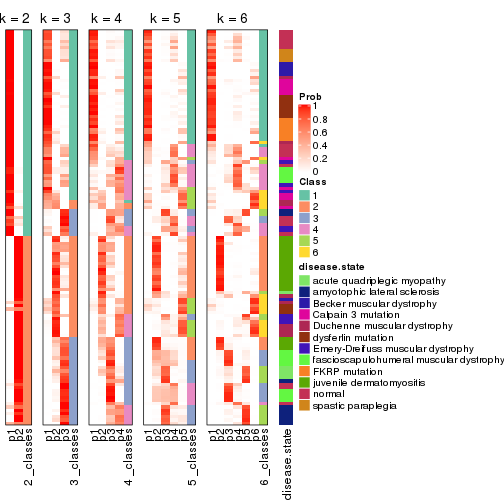 k = 2 k = 3 k = 4 k = 5 k = 6
Prob
1
0.8
0.6
0.4
0.2
0
Class
1
2
3
4
5
6
disease.state
acute quadriplegic myopathy
amyotophic lateral sclerosis
Becker muscular dystrophy
Calpain 3 mutation
Duchenne muscular dystrophy
dysferlin mutation
Emery-Dreifuss muscular dystrophy
fascioscapulohumeral muscular dystrophy
FKRP mutation
juvenile dermatomyositis
normal
spastic paraplegia
p1 p2 2_classes p1 p2 p3 3_classes p1 p2 p3 p4 4_classes p1 p2 p3 p4 p5 5_classes p1 p2 p3 p4 p5 p6 6_classes disease.state